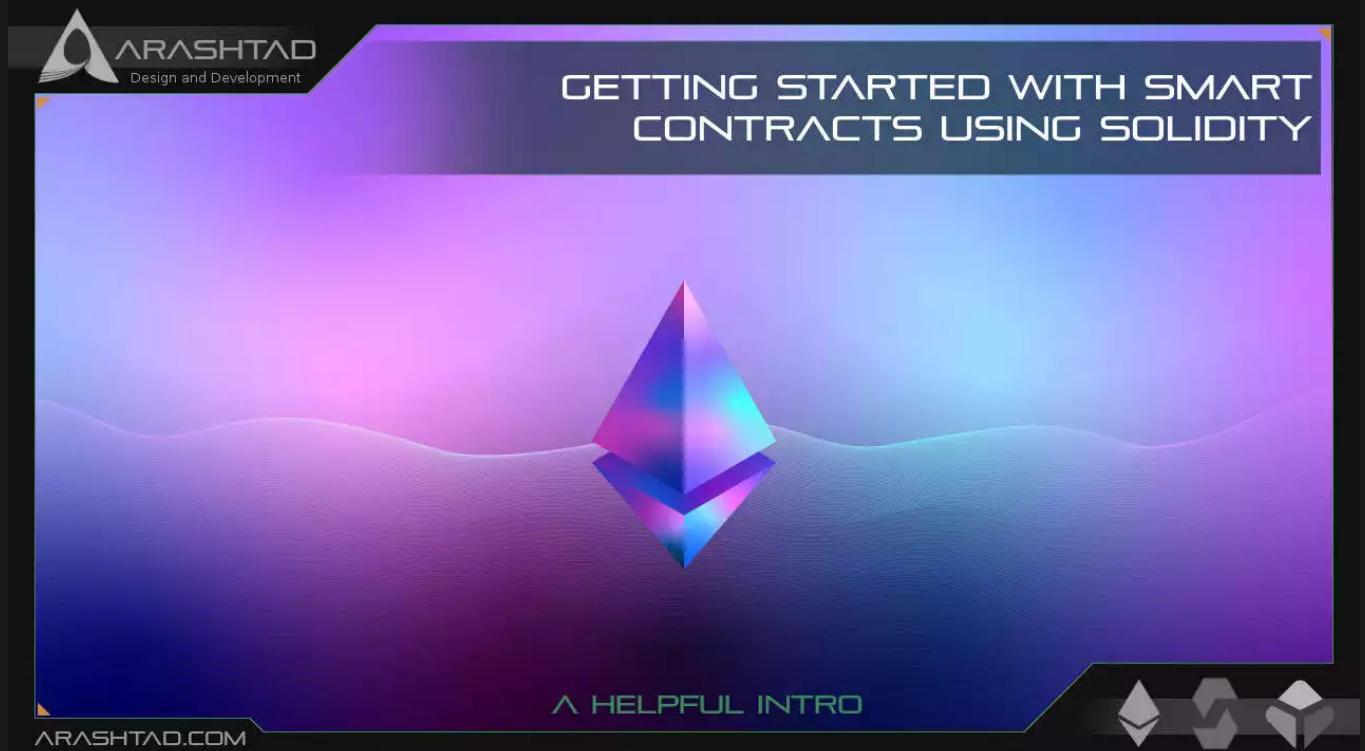 ARASHTAD
Design and Development
GETTING STARTED WITH SMART
CONTRACTS USING SOLIDITY
A HELPFUL INTRO
ARASHTAD.COM